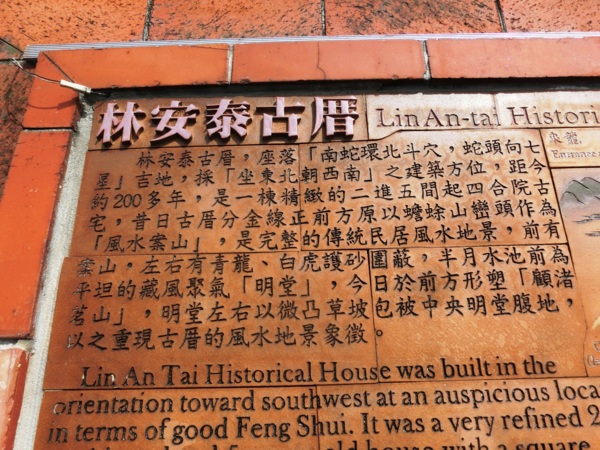 林安泰古厝
Lin An-tai Histori
林安泰古厝，座落「南蛇環北斗穴，蛇頭向七
星」吉地，採「坐東北朝西南」之建築方位，距今
約200多年，是一棟精緻的二進五間起四合院古
宅，昔日古厝分金線正前方原以蟾蜍山巒頭作為
「風水案山」，是完整的傳統民居風水地景，前有
案山，左右有青龍 白虎護砂 圍蔽，半月水池前為
平坦的藏風聚氣「明堂」，今日於前方形塑「顧渚
茗山」，明堂左右以微凸草坡包被中央明堂腹地，
以之重現古厝的風水地景象徵。
Entrance
Lin An Tai Historical House was built in the
orientation toward southwest at an auspicious loca
in terms of good Feng Shui. It was a very refined 2
old house with a square